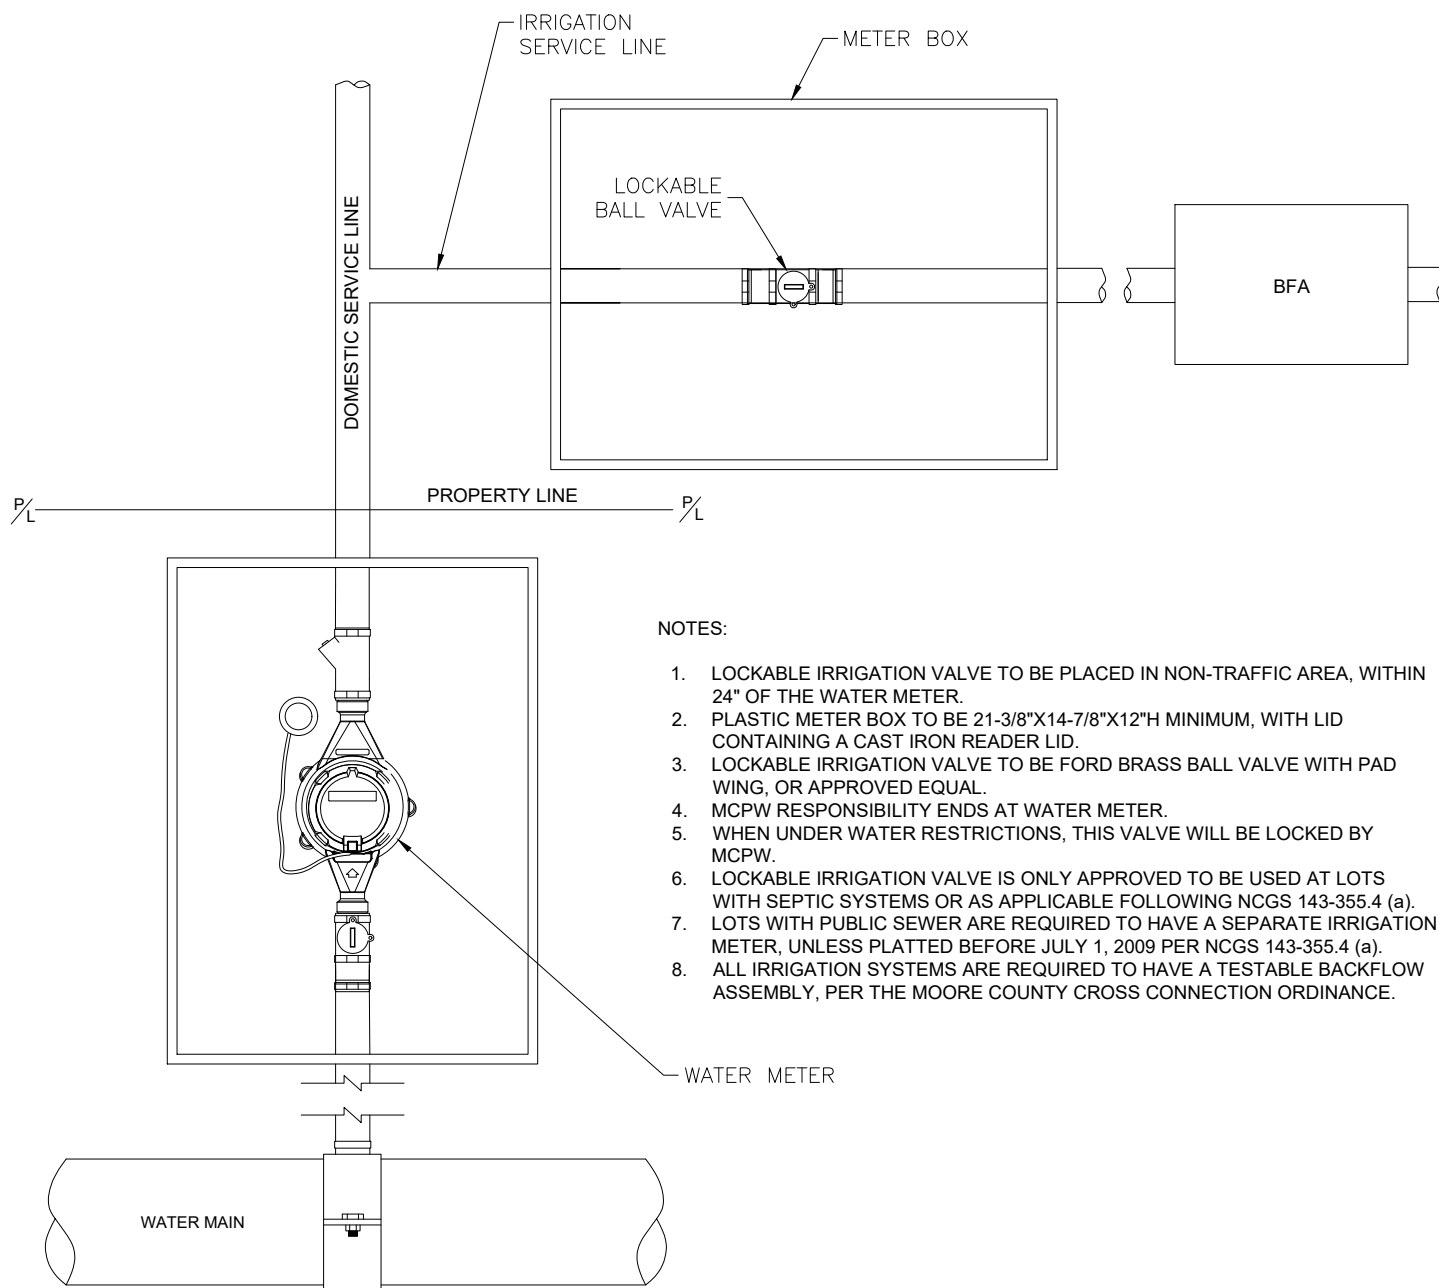 IRRIGATION
SERVICE LINE
METER BOX
LOCKABLE
BALL VALVE
DOMESTIC SERVICE LINE
BFA
PROPERTY LINE
P/L
P/L
NOTES:
1. LOCKABLE IRRIGATION VALVE TO BE PLACED IN NON-TRAFFIC AREA, WITHIN
24" OF THE WATER METER.
2. PLASTIC METER BOX TO BE 21-3/8"X14-7/8"X12"H MINIMUM, WITH LID
CONTAINING A CAST IRON READER LID.
3. LOCKABLE IRRIGATION VALVE TO BE FORD BRASS BALL VALVE WITH PAD
WING, OR APPROVED EQUAL.
4. MCPW RESPONSIBILITY ENDS AT WATER METER.
5. WHEN UNDER WATER RESTRICTIONS, THIS VALVE WILL BE LOCKED BY
MCPW.
6. LOCKABLE IRRIGATION VALVE IS ONLY APPROVED TO BE USED AT LOTS
WITH SEPTIC SYSTEMS OR AS APPLICABLE FOLLOWING NCGS 143-355.4 (a).
7. LOTS WITH PUBLIC SEWER ARE REQUIRED TO HAVE A SEPARATE IRRIGATION
METER, UNLESS PLATTED BEFORE JULY 1, 2009 PER NCGS 143-355.4 (a).
8. ALL IRRIGATION SYSTEMS ARE REQUIRED TO HAVE A TESTABLE BACKFLOW
ASSEMBLY, PER THE MOORE COUNTY CROSS CONNECTION ORDINANCE.
WATER METER
WATER MAIN